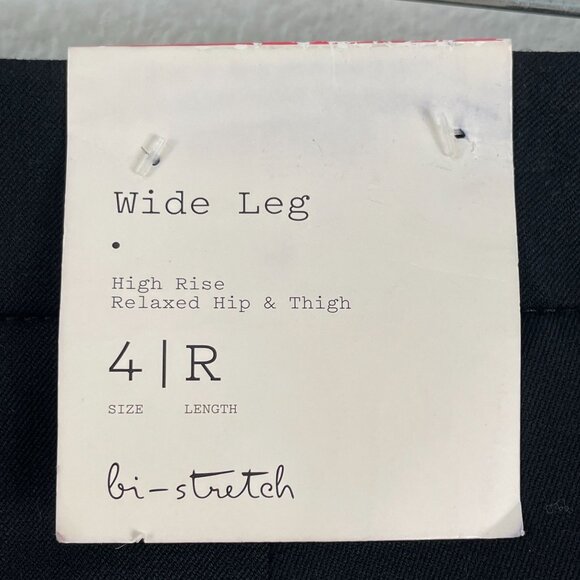 Wide Leg
•
High Rise
Relaxed Hip & Thigh
4|R
SIZE LENGTH
bi-stretch